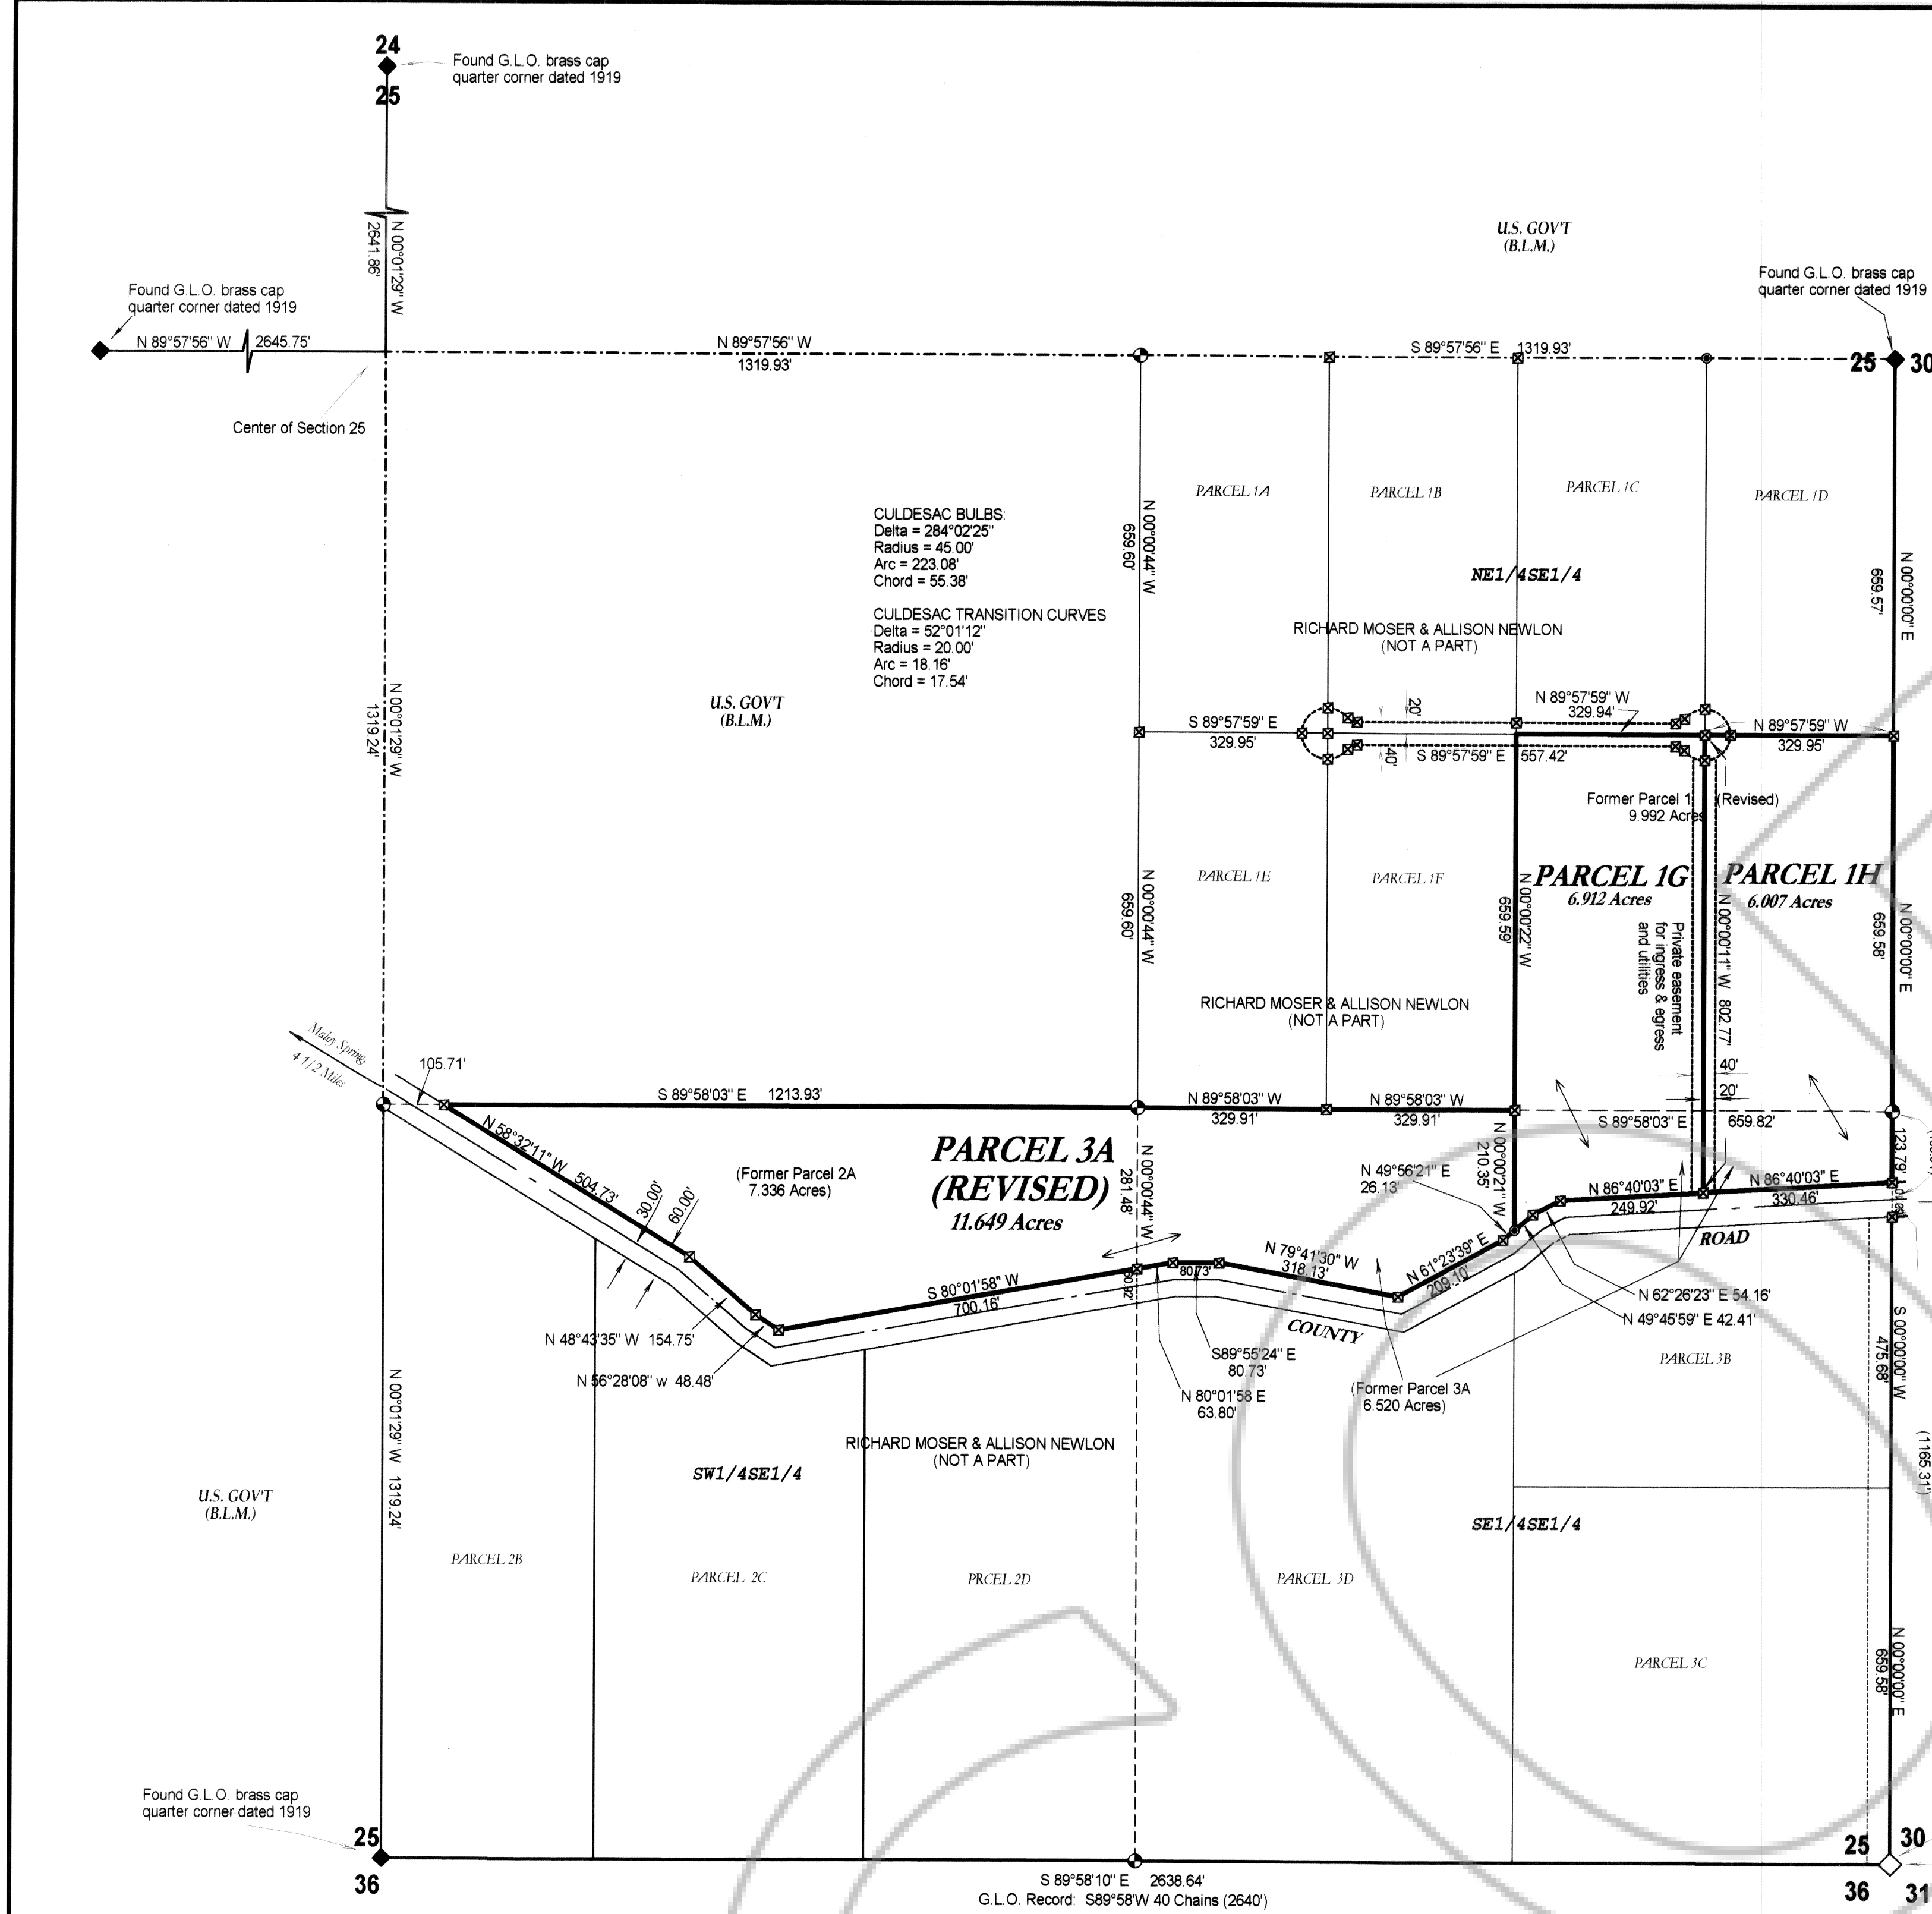 24
25
Found G.L.O. brass cap
quarter corner dated 1919
N 00°01'29" W
2641.86'
U.S. GOV'T
(B.L.M.)
Found G.L.O. brass cap
quarter corner dated 1919
Found G.L.O. brass cap
quarter corner dated 1919
N 89°57'56" W 2645.75'
N 89°57'56" W
1319.93'
S 89°57'56" E 1319.93'
25 30
Center of Section 25
PARCEL 1A
PARCEL 1B
PARCEL 1C
PARCEL 1D
CULDESAC BULBS:
Delta = 284°02'25"
Radius = 45.00'
Arc = 223.08'
Chord = 55.38'
CULDESAC TRANSITION CURVES
Delta = 52°01'12"
Radius = 20.00'
Arc = 18.16'
Chord = 17.54'
N 00°00'44" W
659.60'
NE1/4SE1/4
N 00°00'00" E
659.57'
RICHARD MOSER & ALLISON NEWLON
(NOT A PART)
N 00°01'29" W
1319.24'
U.S. GOV'T
(B.L.M.)
20'
N 89°57'59" W
329.94'
S 89°57'59" E
329.95'
N 89°57'59" W
329.95'
40'
S 89°57'59" E 557.42'
Former Parcel 1 (Revised)
9.992 Acres
PARCEL 1E
PARCEL 1F
PARCEL 1G
6.912 Acres
PARCEL 1H
6.007 Acres
N 00°00'44" W
659.60'
N 00°00'22" W
659.59'
Private easement
for ingress & egress
and utilities
N 00°00'11" W 802.77'
N 00°00'00" E
659.58'
RICHARD MOSER & ALLISON NEWLON
(NOT A PART)
Maloy Spring,
4 1/2 Miles
105.71'
40'
20'
S 89°58'03" E 1213.93'
N 89°58'03" W
329.91'
N 89°58'03" W
329.91'
S 89°58'03" E 659.82'
N 58°32'11" W 504.73'
30.00'
60.00'
(Former Parcel 2A
7.336 Acres)
PARCEL 3A
(REVISED)
11.649 Acres
N 00°00'44" W
281.48'
N 49°56'21" E
26.13'
N 00°00'21" W
210.35'
123.79'
N 86°40'03" E
249.92'
N 86°40'03" E
330.46'
ROAD
S 80°01'58" W
700.16'
60.92'
80.73'
N 79°41'30" W
318.13'
N 61°23'39" E
209.10'
N 62°26'23" E 54.16'
N 49°45'59" E 42.41'
COUNTY
N 48°43'35" W 154.75'
N 56°28'08" w 48.48'
S89°55'24" E
80.73'
N 80°01'58 E
63.80'
(Former Parcel 3A
6.520 Acres)
PARCEL 3B
S 00°00'00" W
475.68'
(1165.31')
N 00°01'29" W 1319.24'
RICHARD MOSER & ALLISON NEWLON
(NOT A PART)
SW1/4SE1/4
U.S. GOV'T
(B.L.M.)
SE1/4SE1/4
PARCEL 2B
PARCEL 2C
PRCEL 2D
PARCEL 3D
PARCEL 3C
N 00°00'00" E
659.58'
Found G.L.O. brass cap
quarter corner dated 1919
25
36
25 30
36 31
S 89°58'10" E 2638.64'
G.L.O. Record: S89°58'W 40 Chains (2640')